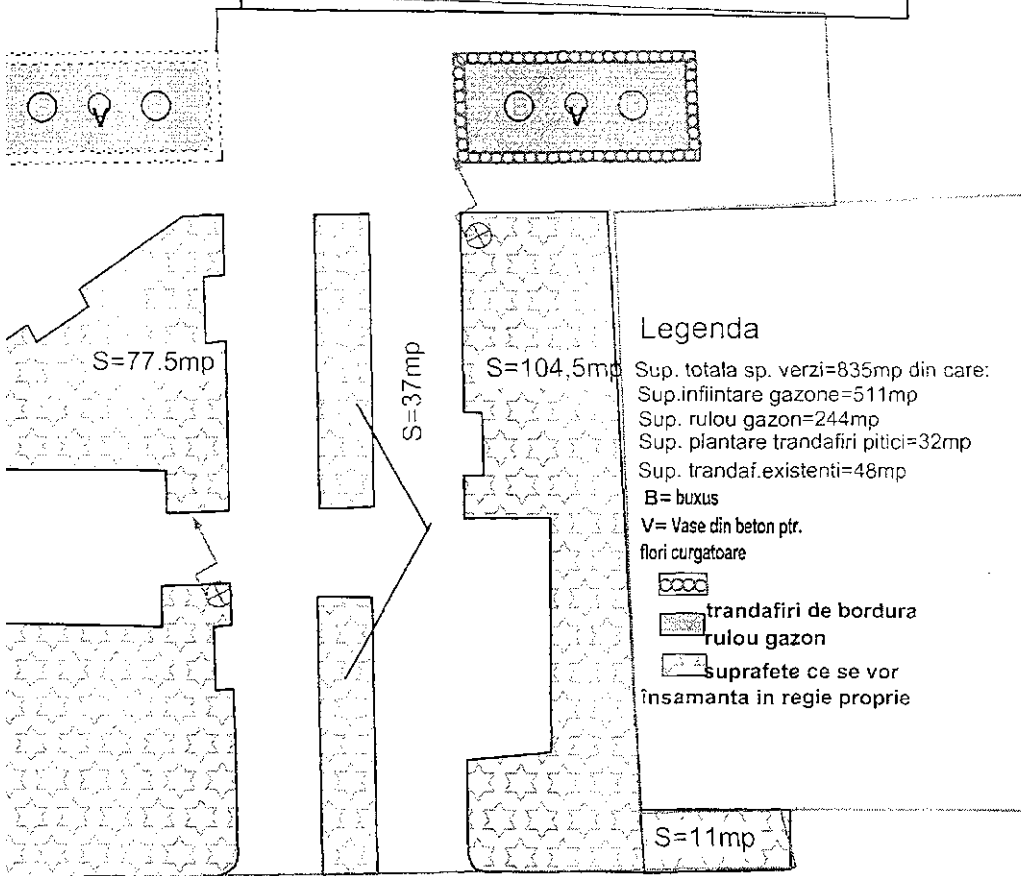 B V
V
S=77.5mp
S=37mp
S=104,5mp
Legenda
Sup. totala sp. verzi=835mp din care:
Sup.infiintare gazone=511mp
Sup. rulou gazon=244mp
Sup. plantare trandafiri pitici=32mp
Sup. trandaf.existenti=48mp
B= buxus
V= Vase din beton ptr.
flori curgatoare
trandafiri de bordura
rulou gazon
suprafete ce se vor
însamanta in regie proprie
S=11mp